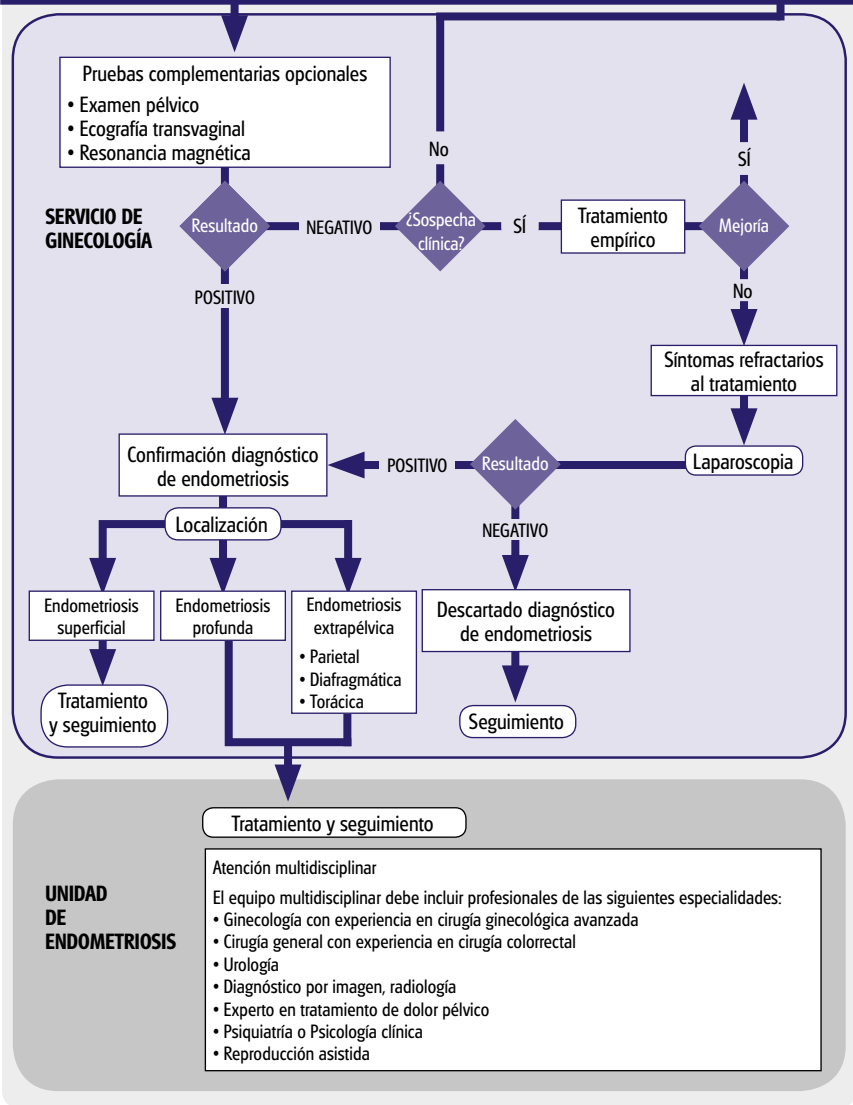 Pruebas complementarias opcionales
• Examen pélvico
• Ecografía transvaginal
• Resonancia magnética
No
SÍ
SERVICIO DE
GINECOLOGÍA
Resultado
NEGATIVO
¿Sospecha
clínica?
SÍ
Tratamiento
empírico
Mejoría
POSITIVO
No
Síntomas refractarios
al tratamiento
Confirmación diagnóstico
de endometriosis
POSITIVO
Resultado
Laparoscopia
Localización
NEGATIVO
Endometriosis
superficial
Endometriosis
profunda
Endometriosis
extrapélvica
• Parietal
• Diafragmática
• Torácica
Descartado diagnóstico
de endometriosis
Tratamiento
y seguimiento
Seguimiento
Tratamiento y seguimiento
UNIDAD
DE
ENDOMETRIOSIS
Atención multidisciplinar
El equipo multidisciplinar debe incluir profesionales de las siguientes especialidades:
• Ginecología con experiencia en cirugía ginecológica avanzada
• Cirugía general con experiencia en cirugía colorrectal
• Urología
• Diagnóstico por imagen, radiología
• Experto en tratamiento de dolor pélvico
• Psiquiatría o Psicología clínica
• Reproducción asistida